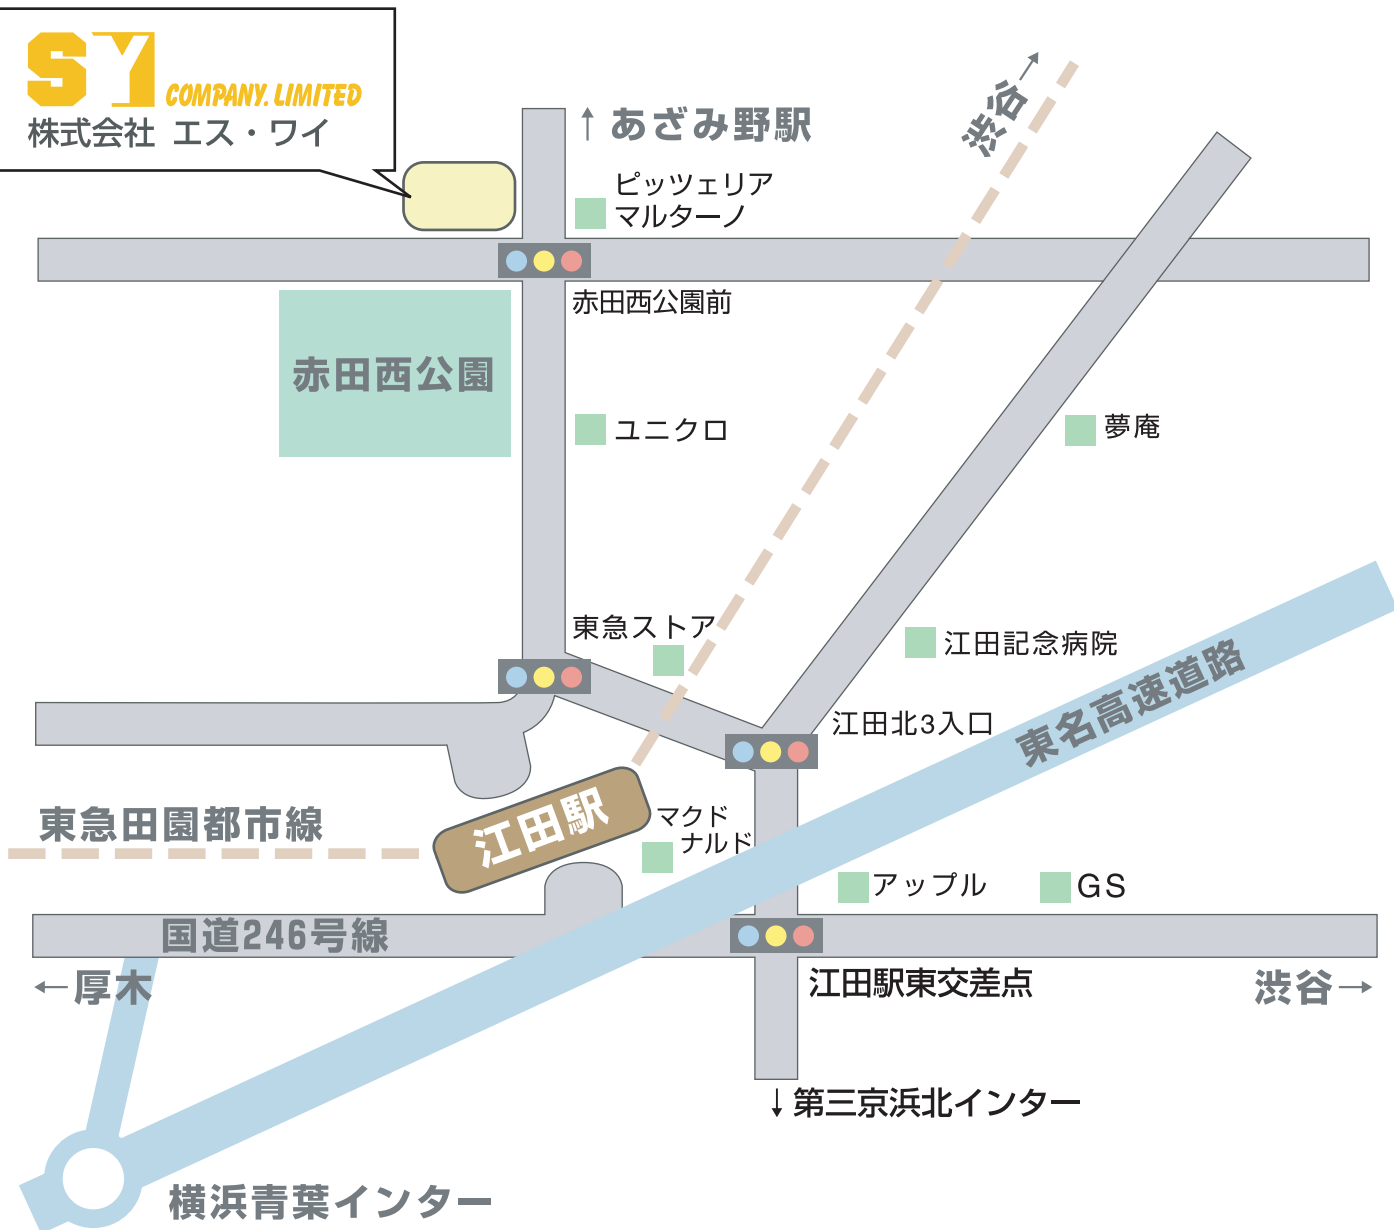 SY COMPANY. LIMITED
株式会社 エス・ワイ
↑ あざみ野駅
渋谷→
ピッツェリア
マルターノ
赤田西公園前
赤田西公園
ユニクロ
夢庵
東急ストア
江田記念病院
江田北3入口
東名高速道路
東急田園都市線
江田駅
マクド
ナルド
アップル
GS
国道246号線
←厚木
江田駅東交差点
渋谷→
↓ 第三京浜北インター
横浜青葉インター